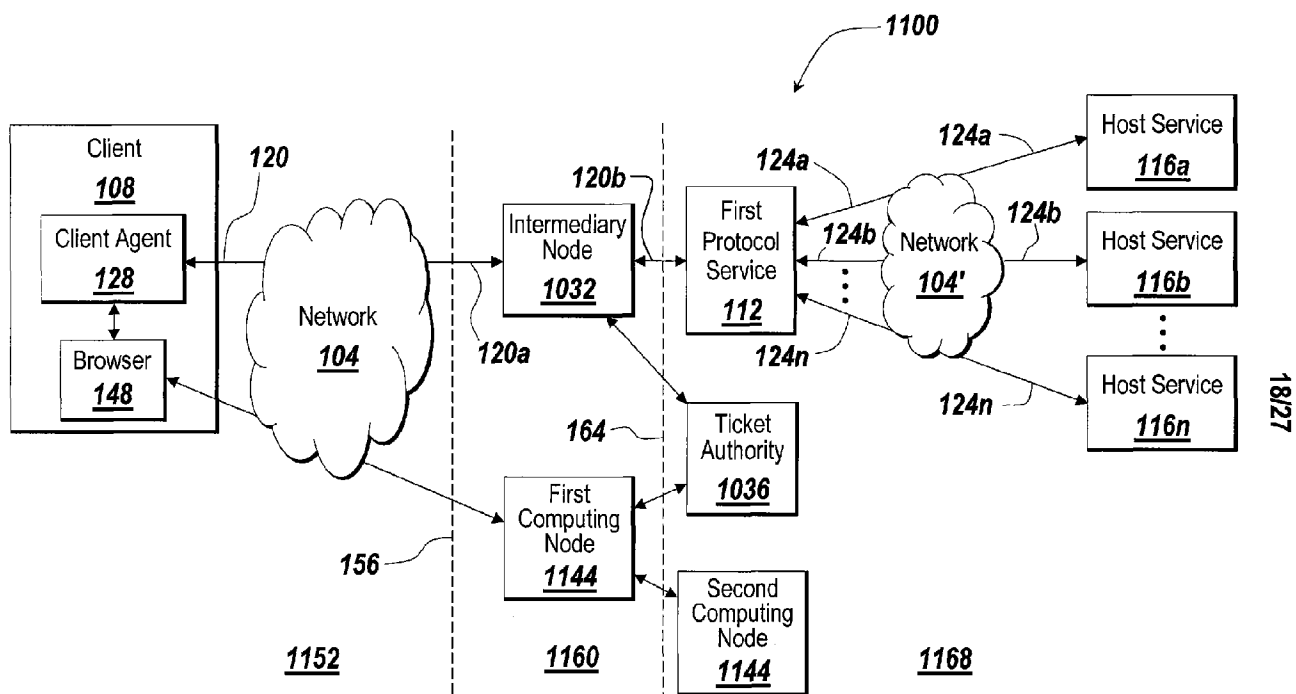 1100
Client
108
Client Agent
128
Browser
148
120
Network
104
120a
156
Intermediary
Node
1032
120b
First
Protocol
Service
112
124a
124b
124n
Network
104'
124a
124b
124n
Host Service
116a
Host Service
116b
Host Service
116n
164
Ticket
Authority
1036
First
Computing
Node
1144
Second
Computing
Node
1144
1152
1160
1168
18/27